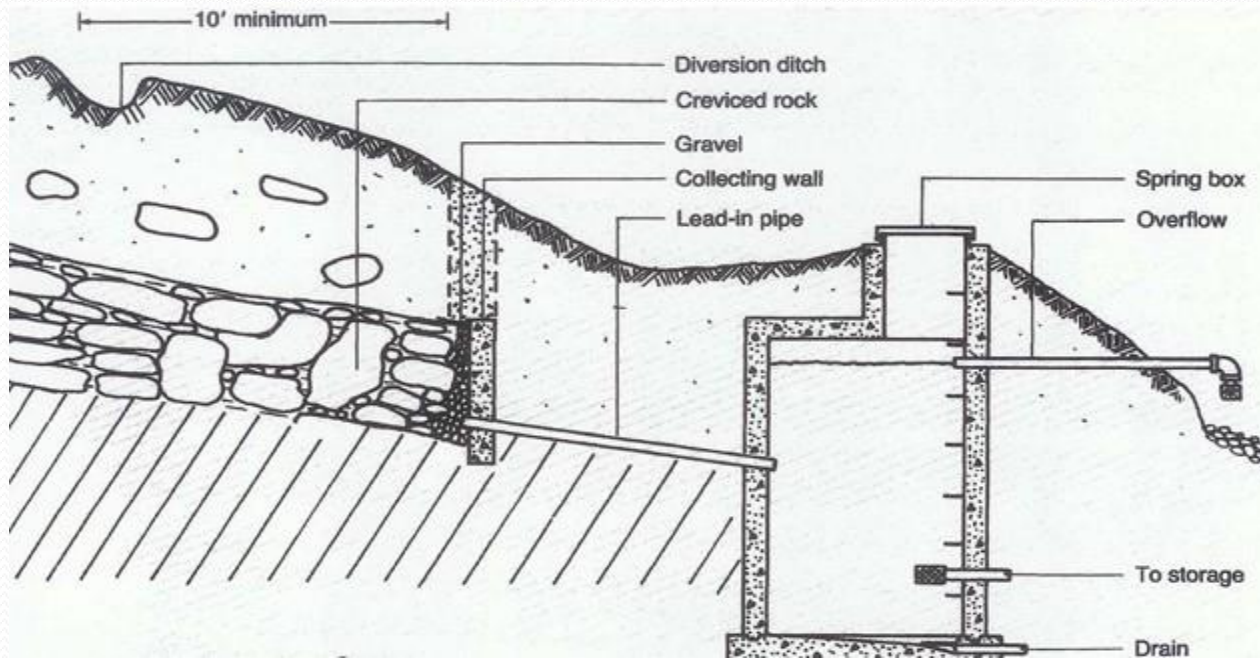 10' minimum
Diversion ditch
Creviced rock
Gravel
Collecting wall
Lead-in pipe
Spring box
Overflow
To storage
Drain